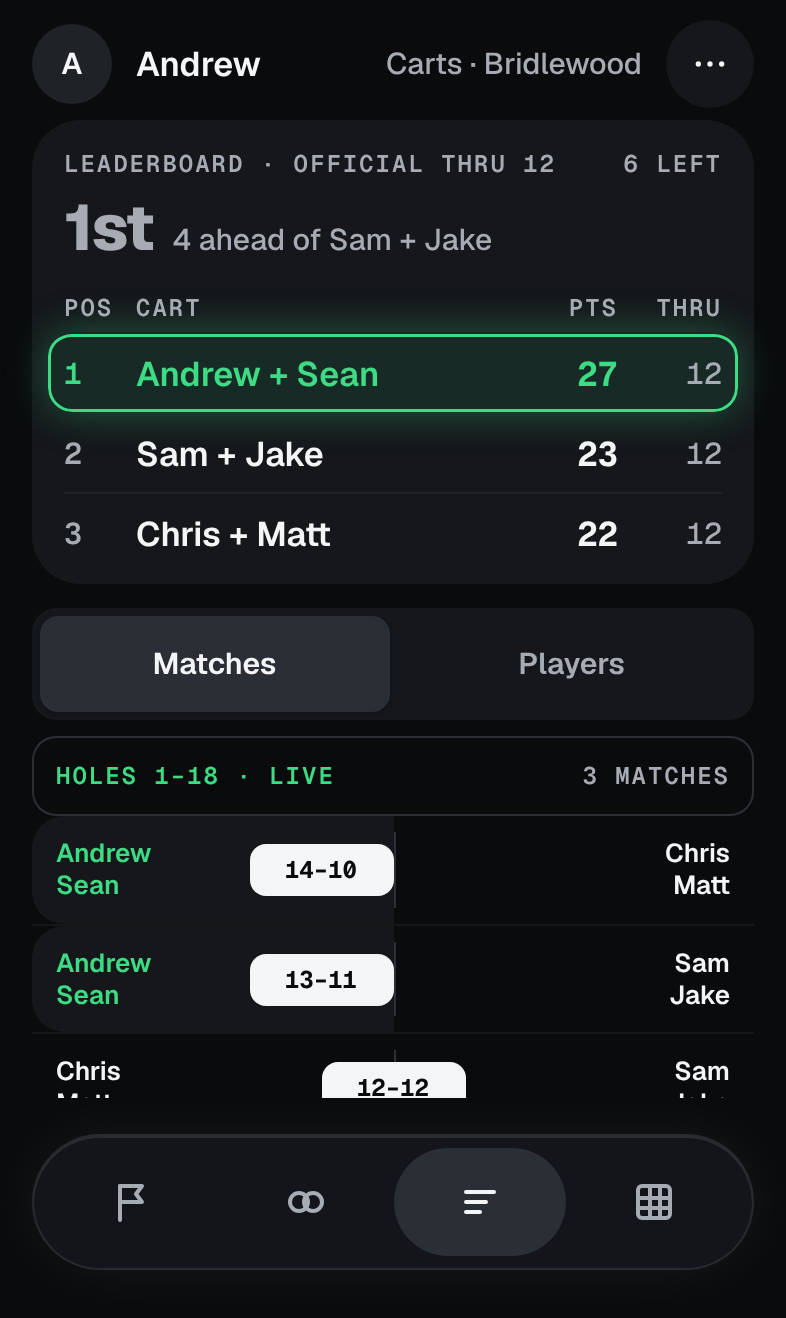 A Andrew Carts · Bridlewood
LEADERBOARD · OFFICIAL THRU 12 6 LEFT
1st 4 ahead of Sam + Jake
POS CART PTS THRU
1 Andrew + Sean 27 12
2 Sam + Jake 23 12
3 Chris + Matt 22 12
Matches Players
HOLES 1–18 · LIVE 3 MATCHES
Andrew
Sean
14–10
Chris
Matt
Andrew
Sean
13–11
Sam
Jake
Chris
12–12
Sam